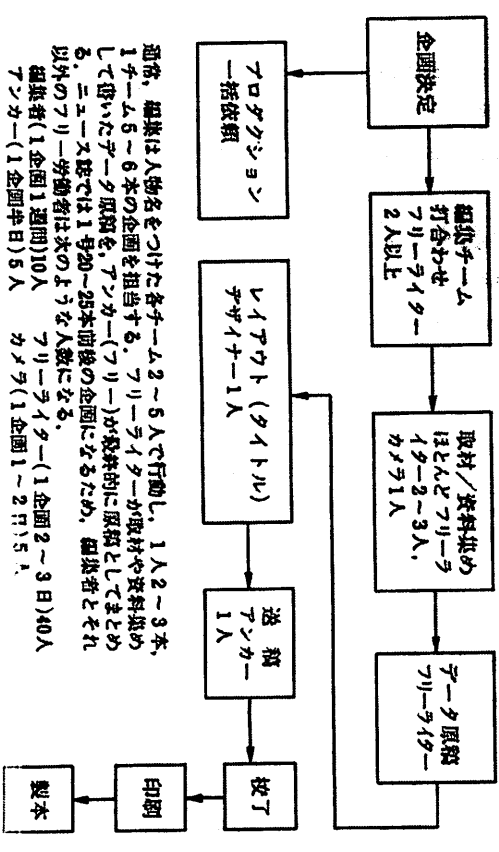 企画決定
プロダクション
一括依頼
編集チーム
打合わせ
フリーライター
2人以上
取材／資料集め
ほとんどフリーラ
イター2～3人,
カメラ1人
データ原稿
フリーライター
レイアウト（タイトル）
デザイナー1人
送稿
アンカー
1人
校了
印刷
製本
通常，編集は人物名をつけた各チーム2～5人で行動し，1人2～3本，
1チーム5～6本の企画を担当する。フリーライターが取材や資料集め
して書いたデータ原稿を，アンカー(フリー)が最終的に原稿としてまとめ
る。ニュース誌では1号20～25本前後の企画になるため，編集者とそれ
以外のフリー労働者は次のような人数になる。
編集者(1企画1週間)10人　フリーライター(1企画2～3日)40人
アンカー(1企画半日)5人　カメラ(1企画1～2日)5人